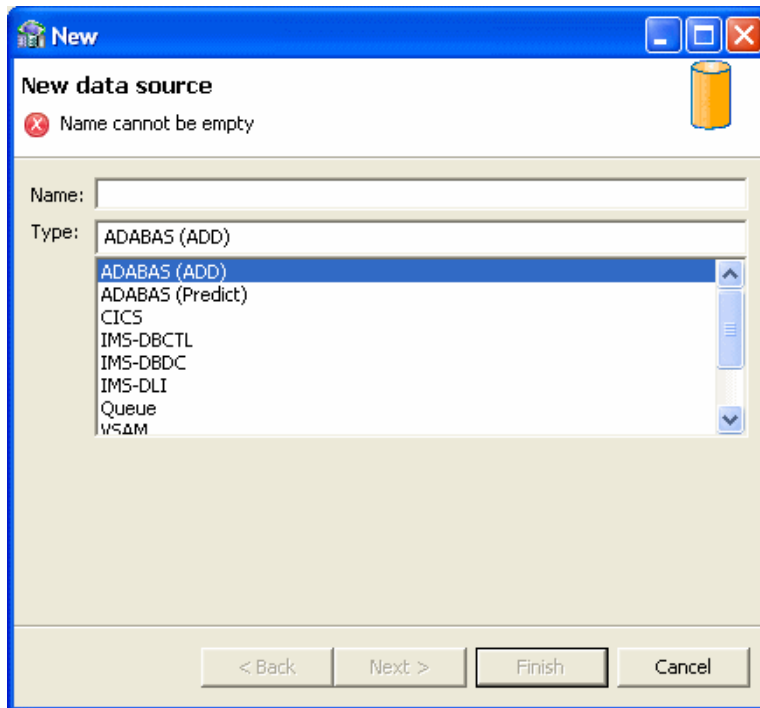 New
New data source
Name cannot be empty
Name:
Type: ADABAS (ADD)
ADABAS (ADD)
ADABAS (Predict)
CICS
IMS-DBCTL
IMS-DBDC
IMS-DLI
Queue
VSAM
< Back Next > Finish Cancel